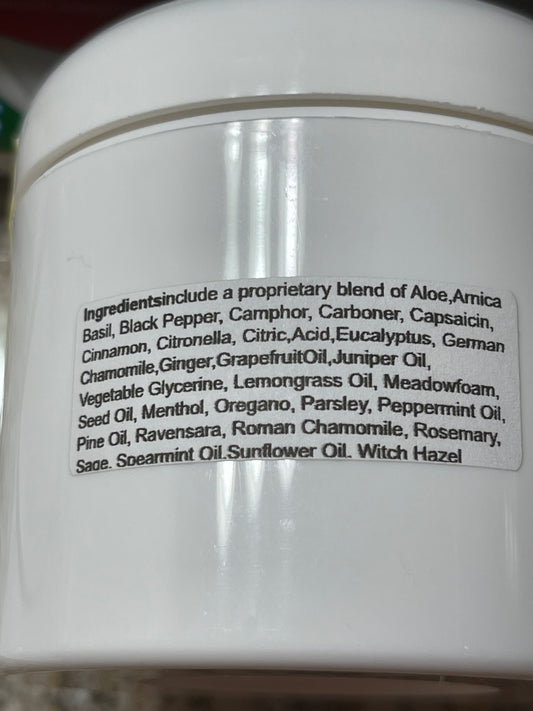 Ingredientsinclude a proprietary blend of Aloe,Arnica
Basil, Black Pepper, Camphor, Carboner, Capsaicin,
Cinnamon, Citronella, Citric,Acid,Eucalyptus, German
Chamomile,Ginger,GrapefruitOil,Juniper Oil,
Vegetable Glycerine, Lemongrass Oil, Meadowfoam,
Seed Oil, Menthol, Oregano, Parsley, Peppermint Oil,
Pine Oil, Ravensara, Roman Chamomile, Rosemary,
Sage, Spearmint Oil,Sunflower Oil, Witch Hazel